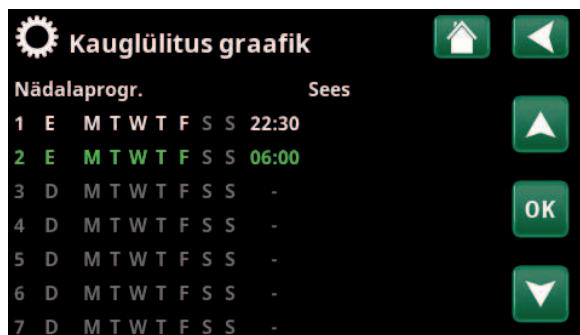 Kauglülitus graafik
Nädalaprogr. Sees
1 E M T W T F S S 22:30
2 E M T W T F S S 06:00
3 D M T W T F S S -
4 D M T W T F S S -
OK
5 D M T W T F S S -
6 D M T W T F S S -
7 D M T W T F S S -